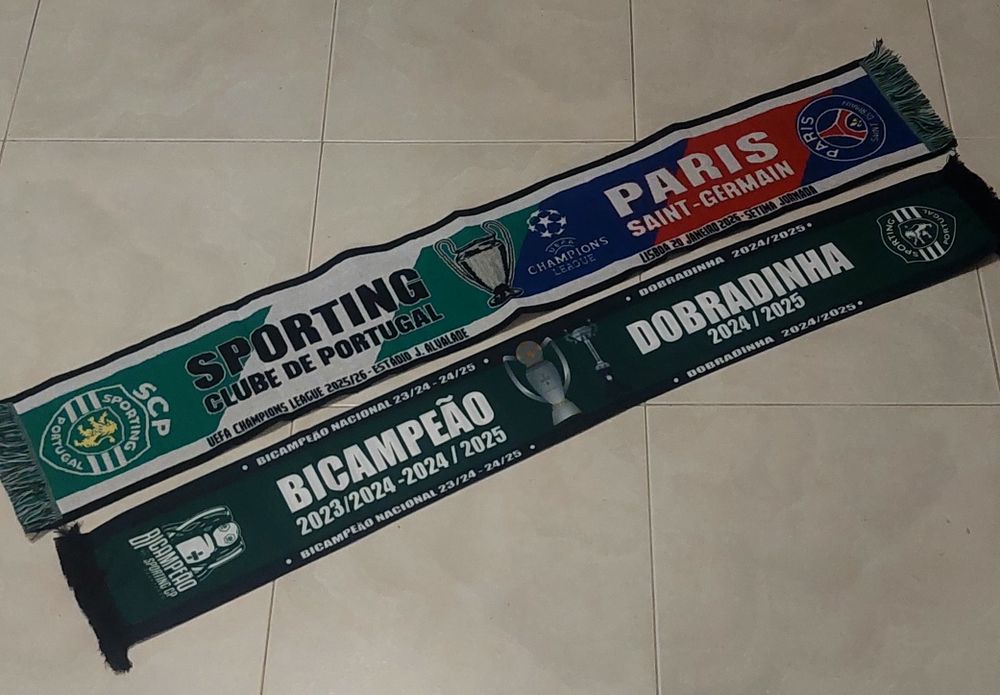 SCP
SPORTING
PORTUGAL
SPORTING
CLUBE DE PORTUGAL
UEFA CHAMPIONS LEAGUE 2025/26 - ESTÁDIO J. ALVALADE
UEFA
CHAMPIONS
LEAGUE
PARIS
SAINT-GERMAIN
LISBOA 20 JANEIRO 2026 - SÉTIMA JORNADA
PARIS
BICAMPEÃO
SPORTING CP
• BICAMPEÃO NACIONAL 23/24 - 24/25 •
BICAMPEÃO
2023/2024 - 2024 / 2025
• BICAMPEÃO NACIONAL 23/24 - 24/25 •
• DOBRADINHA 2024/2025 •
DOBRADINHA
2024 / 2025
• DOBRADINHA 2024/2025 •
SPORTING
PORTUGAL